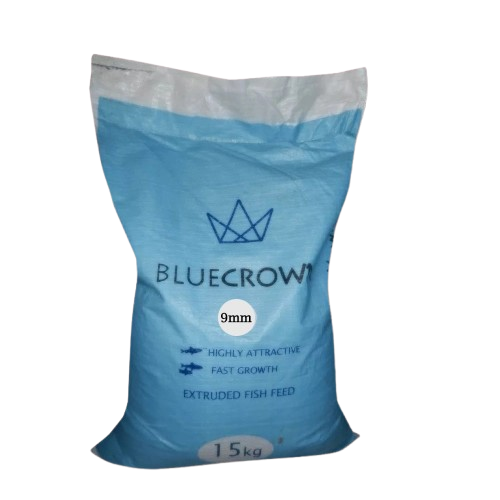 BLUECROWN
9mm
HIGHLY ATTRACTIVE
FAST GROWTH
EXTRUDED FISH FEED
15kg